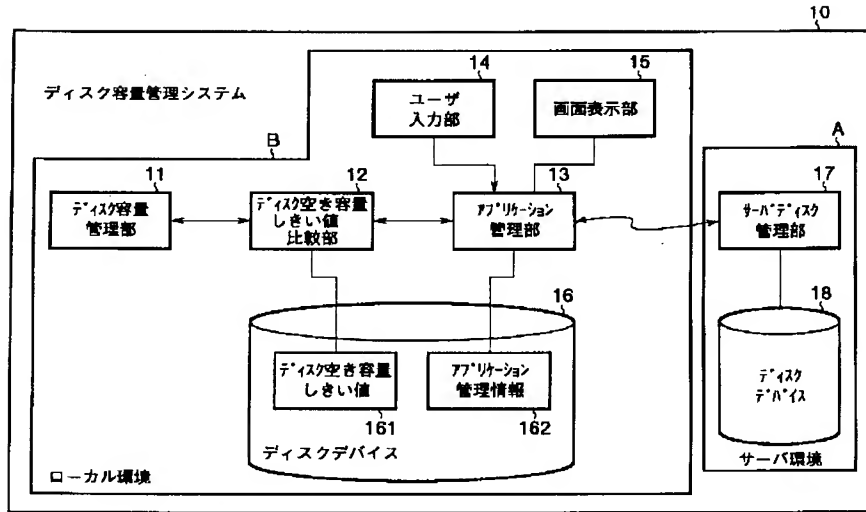 10
ディスク容量管理システム
14
ユーザ
入力部
15
画面表示部
B
A
11
ディスク容量
管理部
12
ディスク空き容量
しきい値
比較部
13
アプリケーション
管理部
17
サーバディスク
管理部
16
ディスク空き容量
しきい値
161
アプリケーション
管理情報
162
ディスクデバイス
18
ディスク
デバイス
ローカル環境
サーバ環境